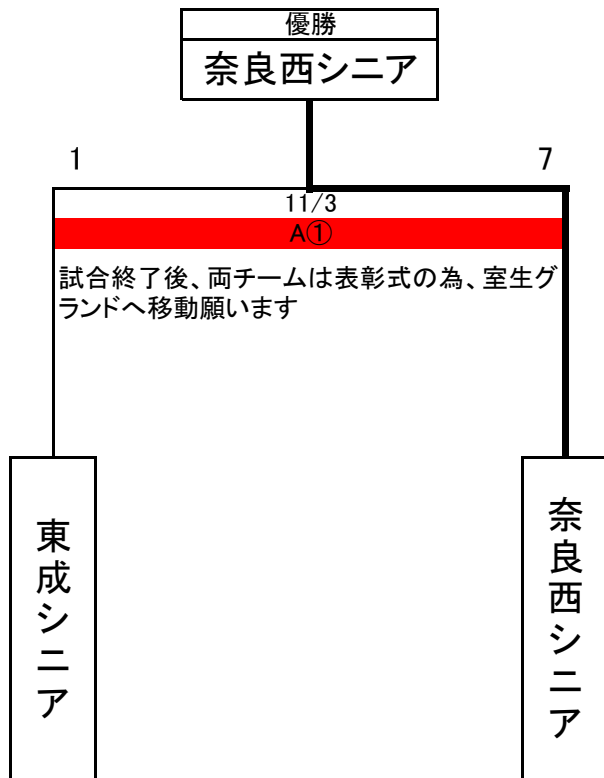 優勝
奈良西シニア
1
7
11/3
A①
試合終了後、両チームは表彰式の為、室生グ
ランドへ移動願います
東成シニア
奈良西シニア